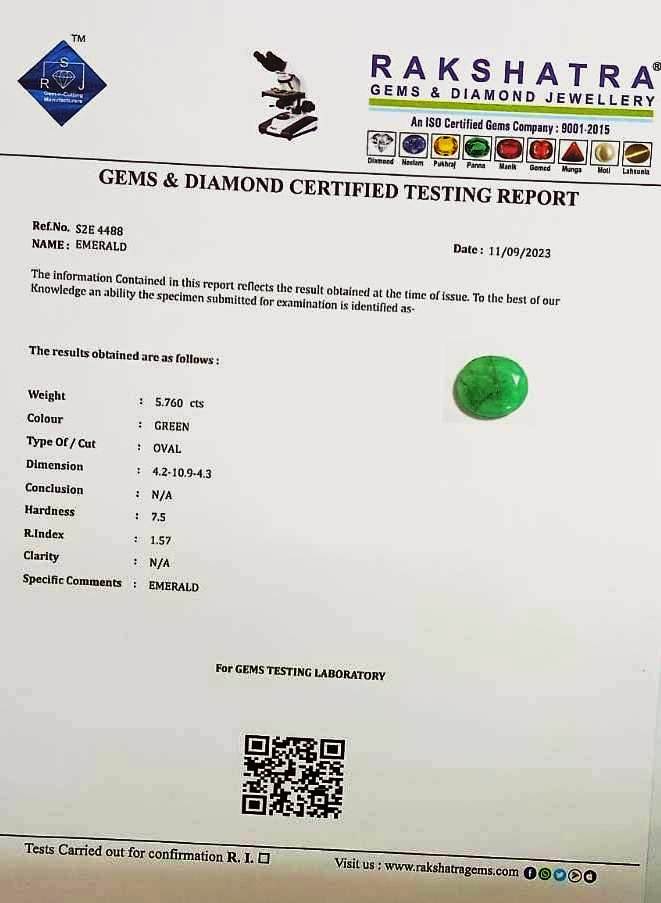 TM
R S J
Gems-n-Cutting
Manufacturers
RAKSHATRA®
GEMS & DIAMOND JEWELLERY
An ISO Certified Gems Company : 9001-2015
Diamond Neelam Pukhraj Panna Manik Gomed Munga Moti Lahsunia
GEMS & DIAMOND CERTIFIED TESTING REPORT
Ref.No. S2E 4488
NAME : EMERALD
Date : 11/09/2023
The information Contained in this report reflects the result obtained at the time of issue. To the best of our
Knowledge an ability the specimen submitted for examination is identified as-
The results obtained are as follows :
Weight : 5.760 cts
Colour : GREEN
Type Of / Cut : OVAL
Dimension : 4.2-10.9-4.3
Conclusion : N/A
Hardness : 7.5
R.Index : 1.57
Clarity : N/A
Specific Comments : EMERALD
For GEMS TESTING LABORATORY
Tests Carried out for confirmation R. I. ☐
Visit us : www.rakshatragems.com